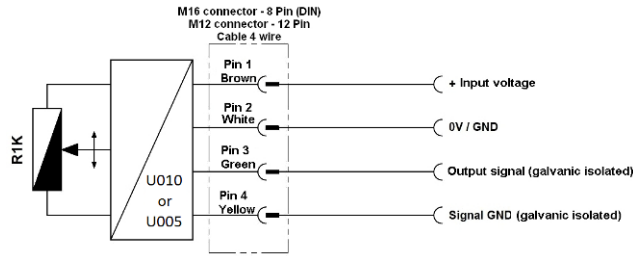 M16 connector - 8 Pin (DIN)
M12 connector - 12 Pin
Cable 4 wire
Pin 1
Brown
+ Input voltage
Pin 2
White
0V / GND
R1K
Pin 3
Green
Output signal (galvanic isolated)
U010
or
U005
Pin 4
Yellow
Signal GND (galvanic isolated)